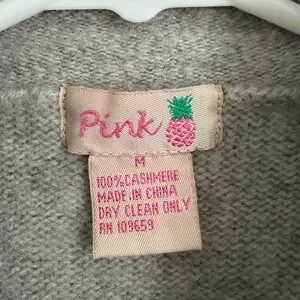 Pink
M
100% CASHMERE
MADE IN CHINA
DRY CLEAN ONLY
RN 109659